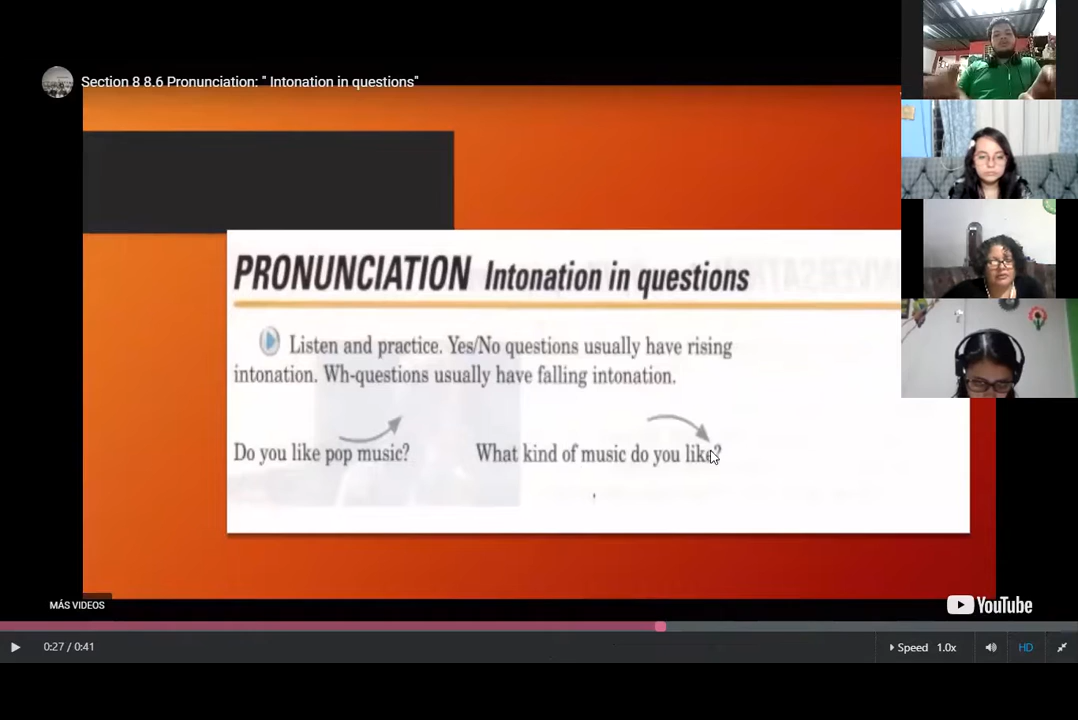 Section 8 8.6 Pronunciation: " Intonation in questions"
PRONUNCIATION Intonation in questions
Listen and practice. Yes/No questions usually have rising
intonation. Wh-questions usually have falling intonation.
Do you like pop music? What kind of music do you like?
MÁS VIDEOS
YouTube
0:27 / 0:41
Speed 1.0x
HD